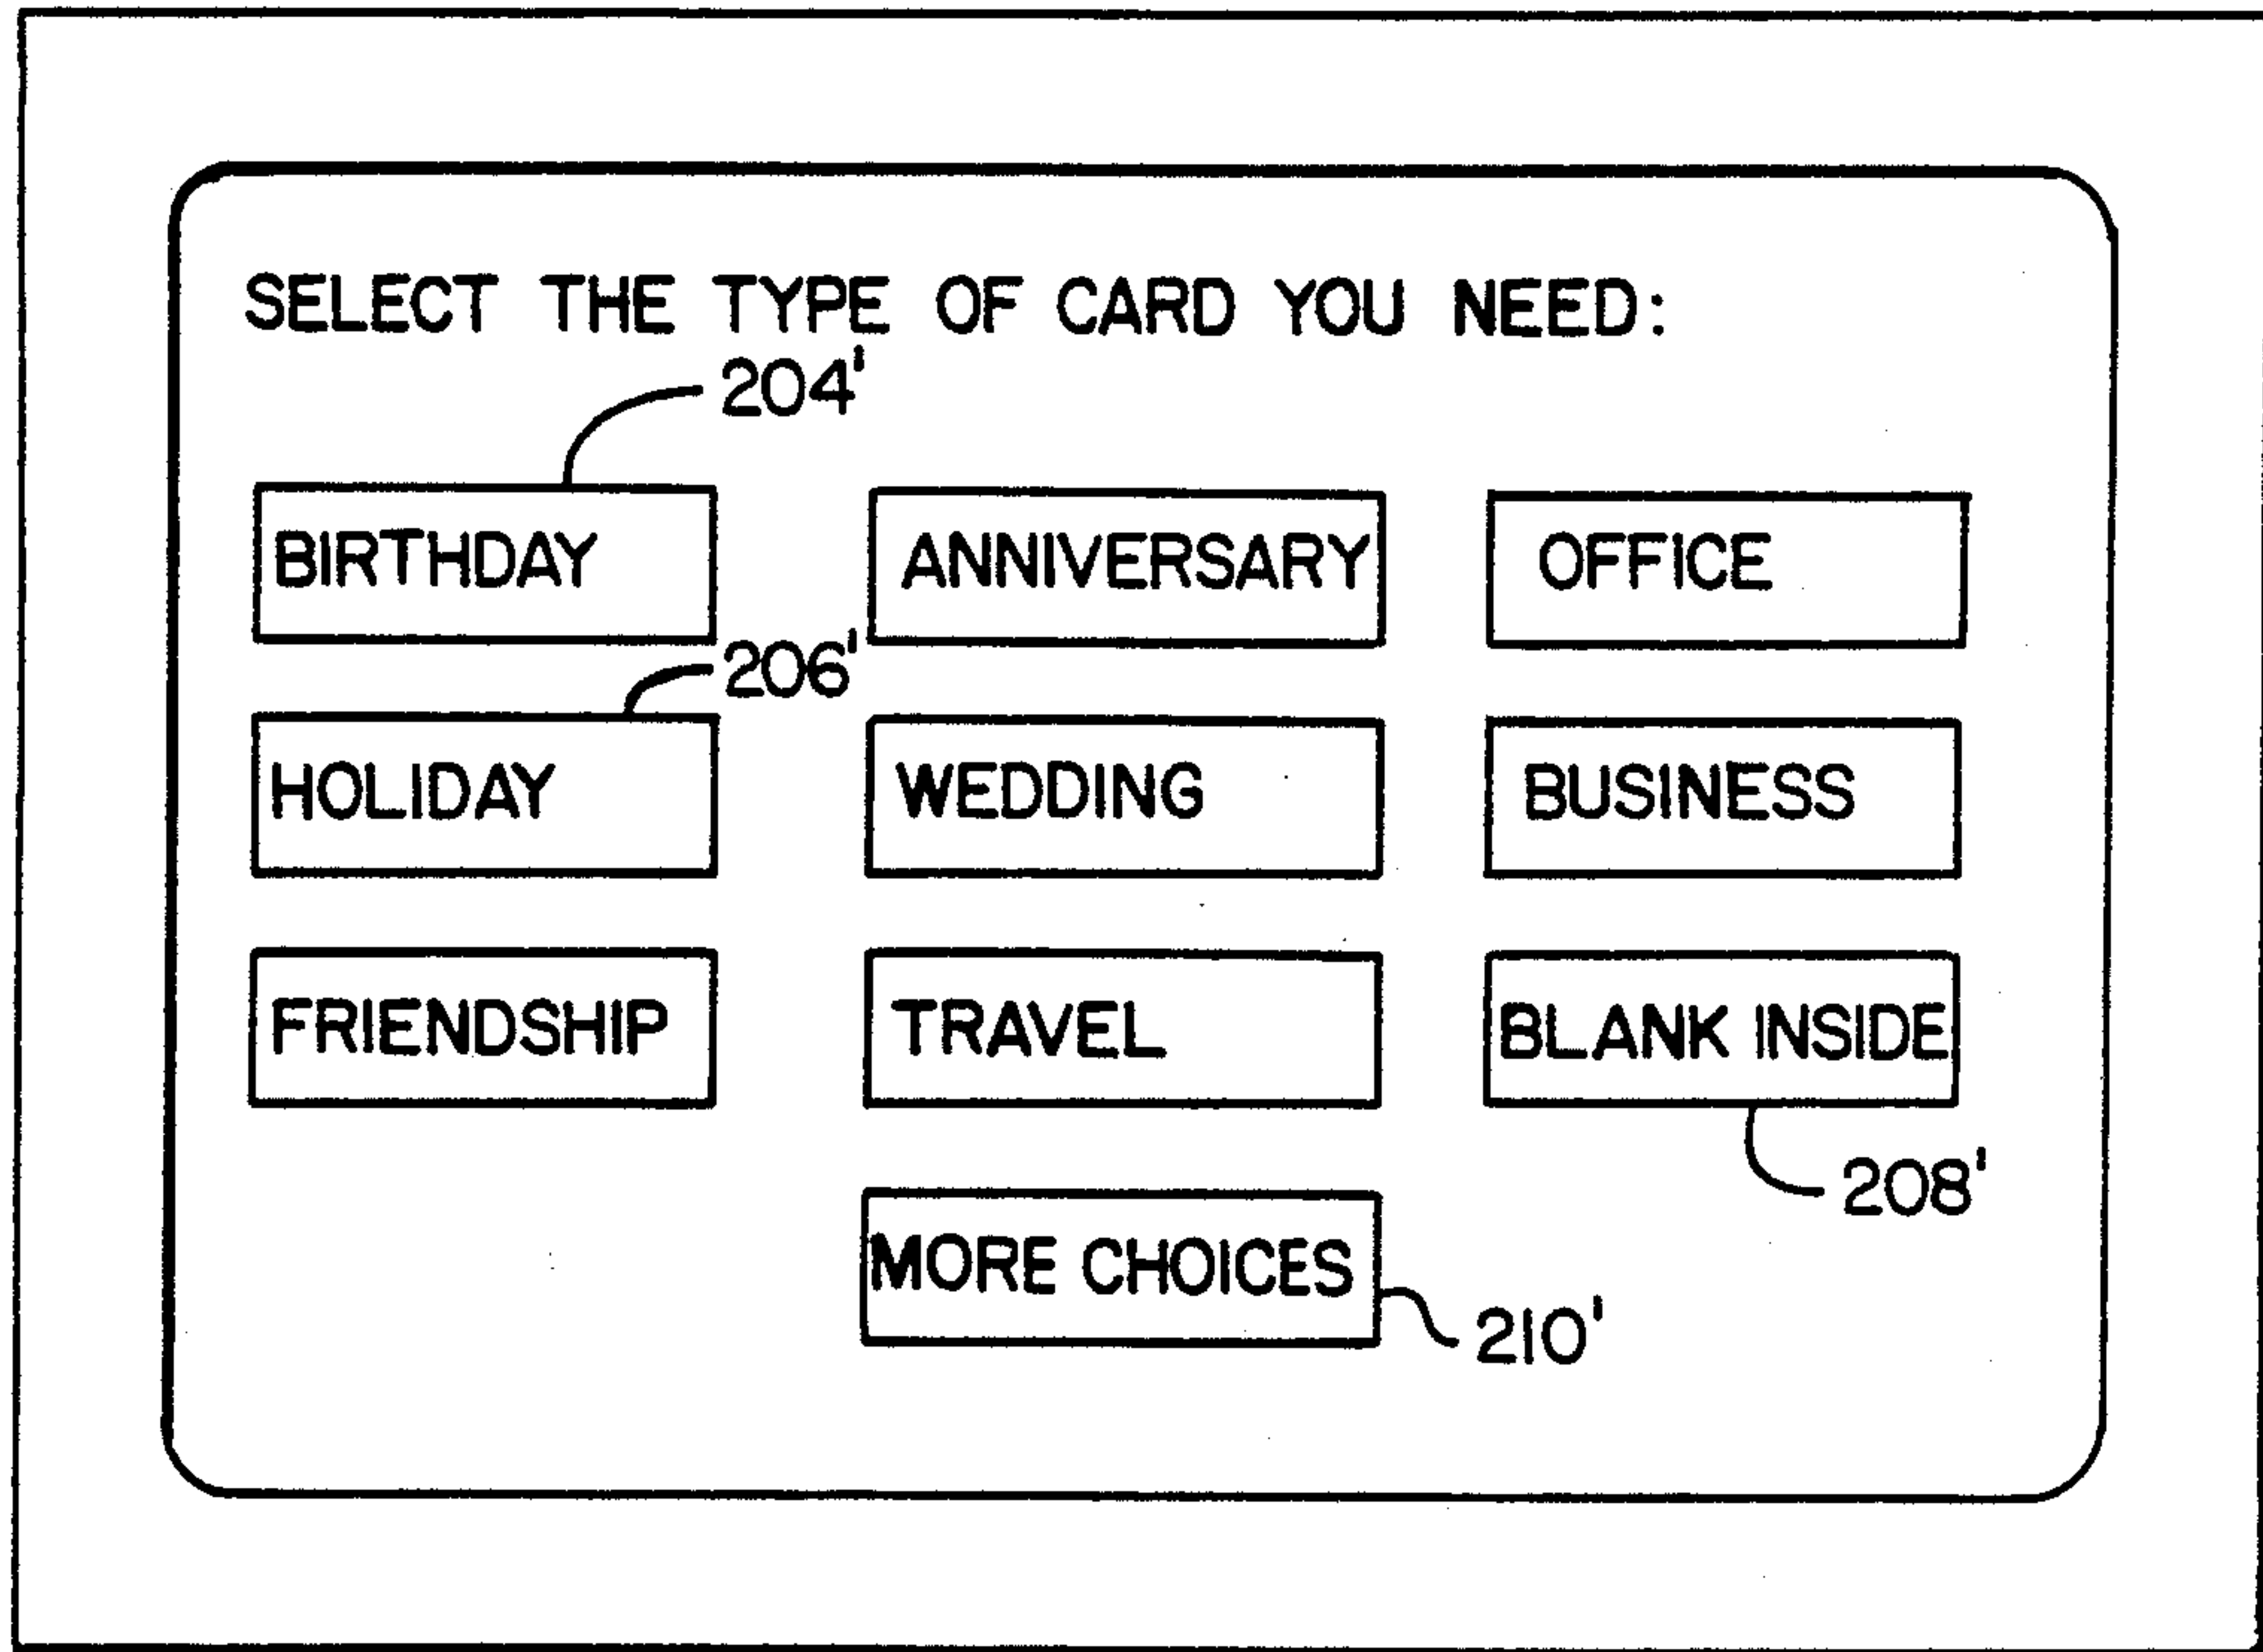 SELECT THE TYPE OF CARD YOU NEED:
204'
BIRTHDAY ANNIVERSARY OFFICE
206'
HOLIDAY WEDDING BUSINESS
FRIENDSHIP TRAVEL BLANK INSIDE
208'
MORE CHOICES
210'